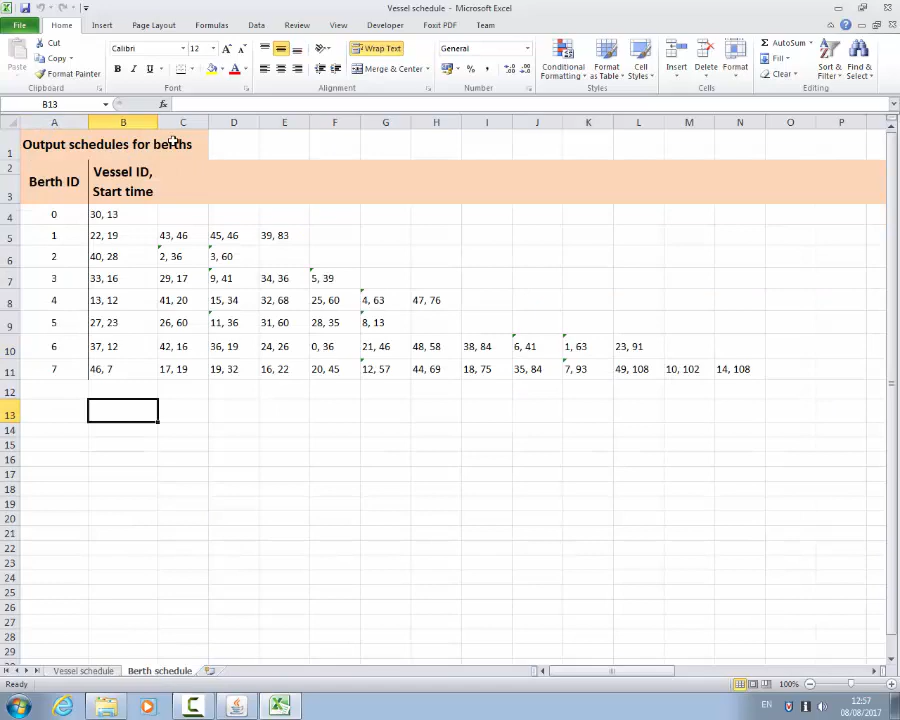 Vessel schedule - Microsoft Excel
File Home Insert Page Layout Formulas Data Review View Developer Foxit PDF Team
Cut
Copy
Format Painter
Paste
Clipboard
Calibri 12
B I U
Font
Wrap Text
Merge & Center
Alignment
General
Number
Conditional Formatting
Format as Table
Cell Styles
Styles
Insert Delete Format
Cells
AutoSum
Fill
Clear
Sort & Filter
Find & Select
Editing
B13 fx
A B C D E F G H I J K L M N O P
1 Output schedules for berths
2 Vessel ID,
3 Berth ID Start time
4 0 30, 13
5 1 22, 19 43, 46 45, 46 39, 83
6 2 40, 28 2, 36 3, 60
7 3 33, 16 29, 17 9, 41 34, 36 5, 39
8 4 13, 12 41, 20 15, 34 32, 68 25, 60 4, 63 47, 76
9 5 27, 23 26, 60 11, 36 31, 60 28, 35 8, 13
10 6 37, 12 42, 16 36, 19 24, 26 0, 36 21, 46 48, 58 38, 84 6, 41 1, 63 23, 91
11 7 46, 7 17, 19 19, 32 16, 22 20, 45 12, 57 44, 69 18, 75 35, 84 7, 93 49, 108 10, 102 14, 108
12
13
14
15
16
17
18
19
20
21
22
23
24
25
26
27
28
29
Vessel schedule Berth schedule
Ready 100%
EN 12:57
08/08/2017